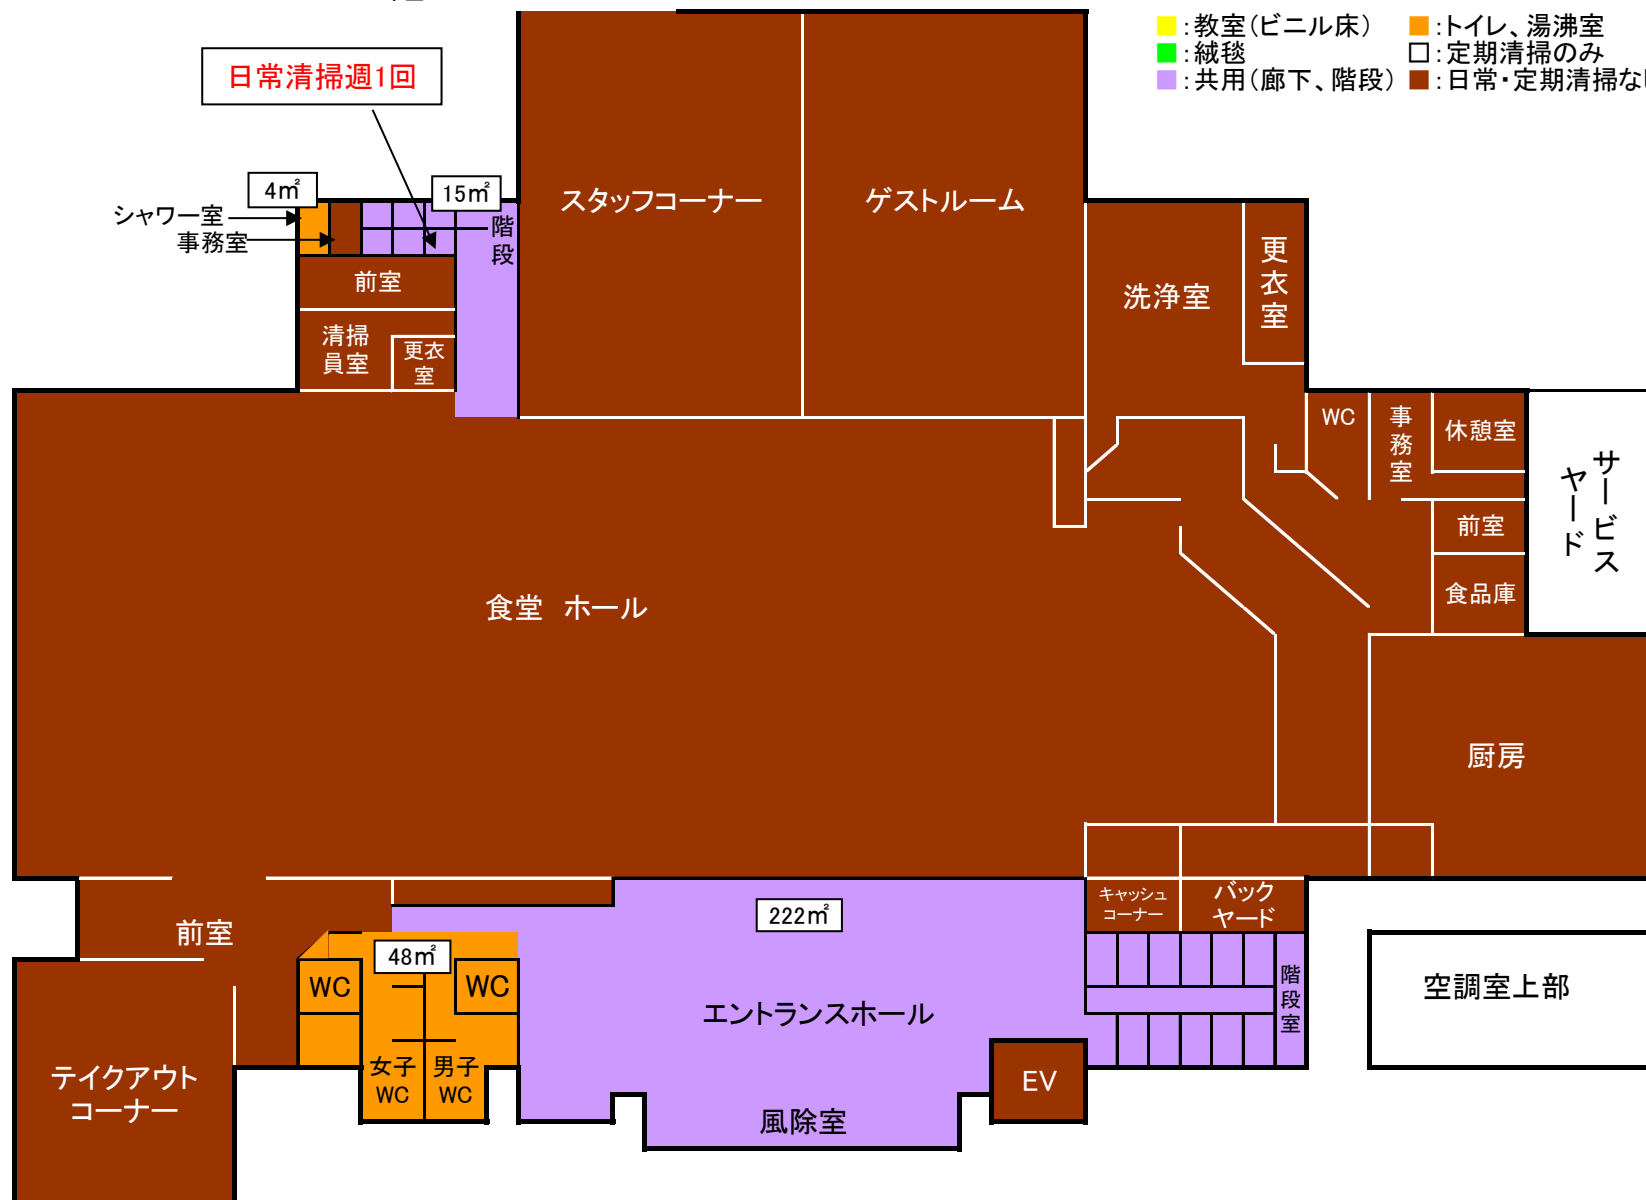 :教室(ビニル床)
:トイレ、湯沸室
:絨毯
:定期清掃のみ
:共用(廊下、階段)
:日常・定期清掃な
日常清掃週1回
4㎡
15㎡
シャワー室
事務室
階段
スタッフコーナー
ゲストルーム
前室
清掃
員室
更衣
室
洗浄室
更衣室
WC
事務室
休憩室
サービス
ヤード
前室
食品庫
食堂 ホール
厨房
キャッシュ
コーナー
バック
ヤード
222㎡
前室
48㎡
WC
WC
エントランスホール
階段室
空調室上部
女子
WC
男子
WC
テイクアウト
コーナー
EV
風除室